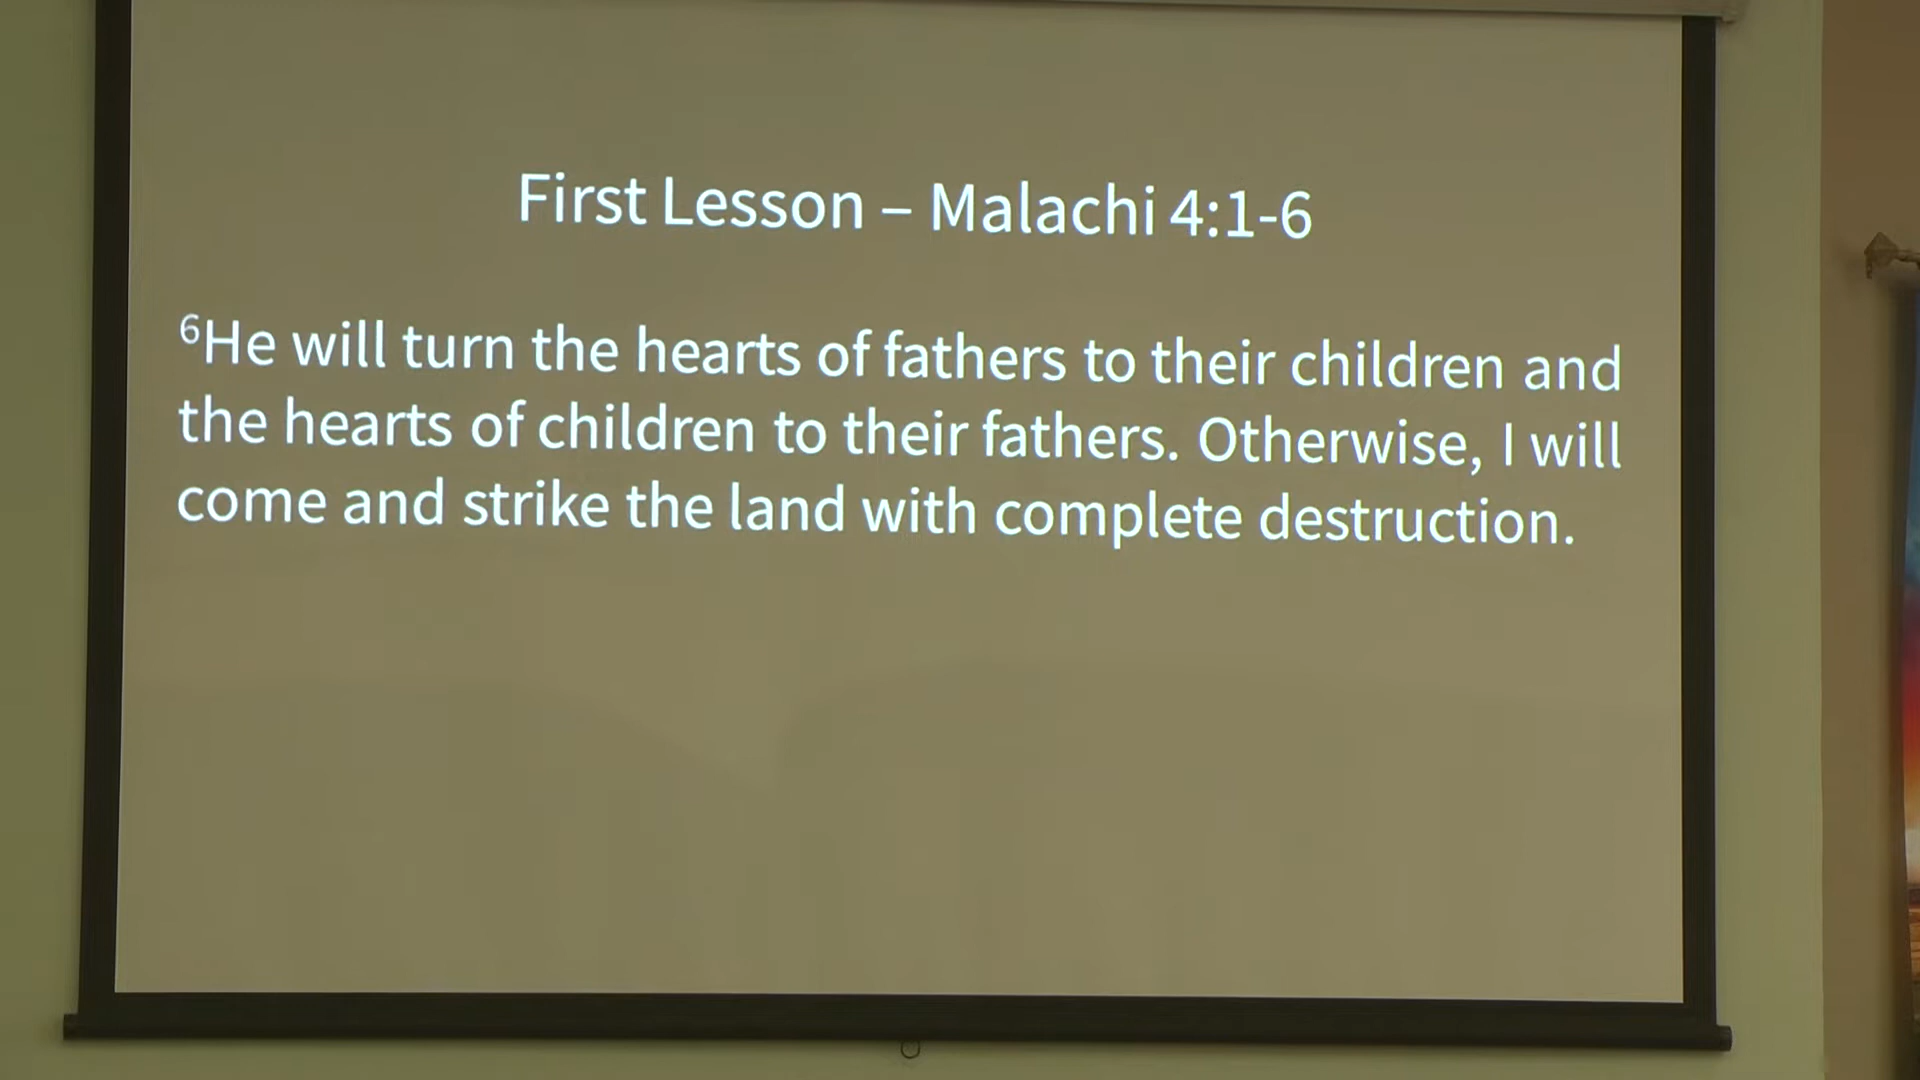 First Lesson – Malachi 4:1-6
⁶He will turn the hearts of fathers to their children and
the hearts of children to their fathers. Otherwise, I will
come and strike the land with complete destruction.